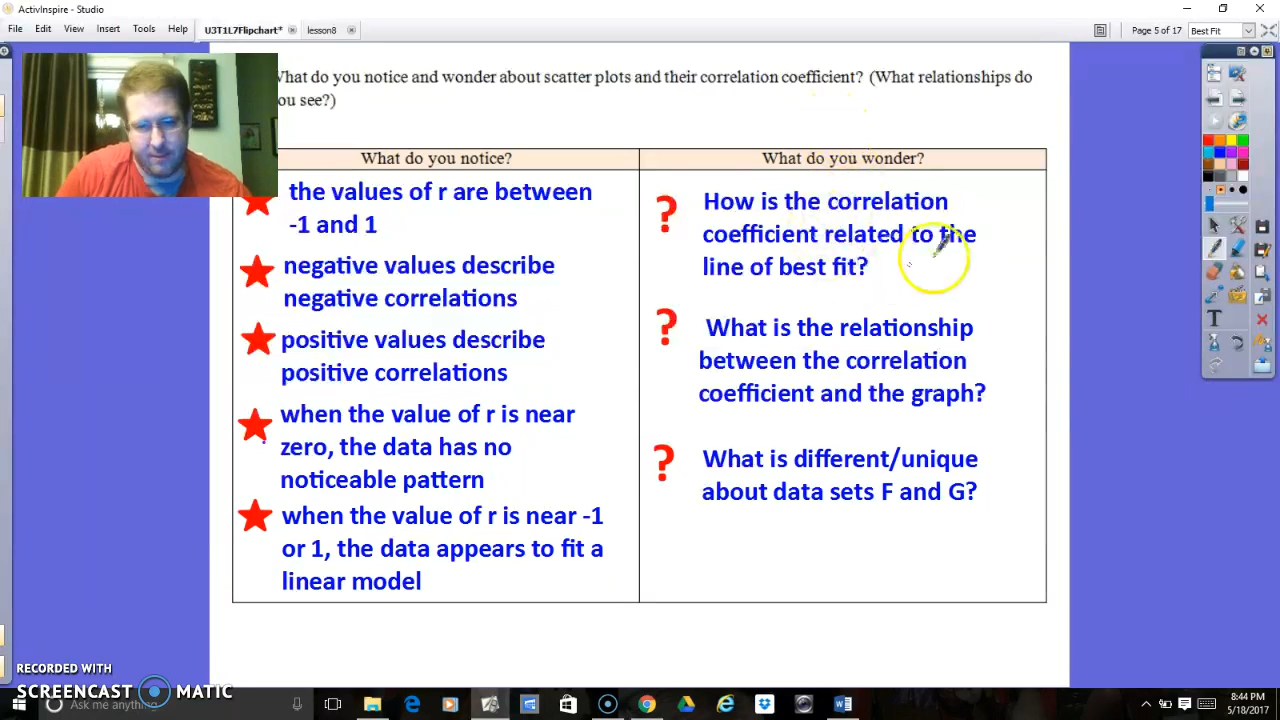 ActivInspire - Studio
File Edit View Insert Tools Help
U3T1L7Flipchart*
lesson8
Page 5 of 17
Best Fit
What do you notice and wonder about scatter plots and their correlation coefficient? (What relationships do
ou see?)
What do you notice?
the values of r are between
-1 and 1
negative values describe
negative correlations
positive values describe
positive correlations
when the value of r is near
zero, the data has no
noticeable pattern
when the value of r is near -1
or 1, the data appears to fit a
linear model
What do you wonder?
? How is the correlation
coefficient related to the
line of best fit?
? What is the relationship
between the correlation
coefficient and the graph?
? What is different/unique
about data sets F and G?
RECORDED WITH
SCREENCAST MATIC
Ask me anything
8:44 PM
5/18/2017